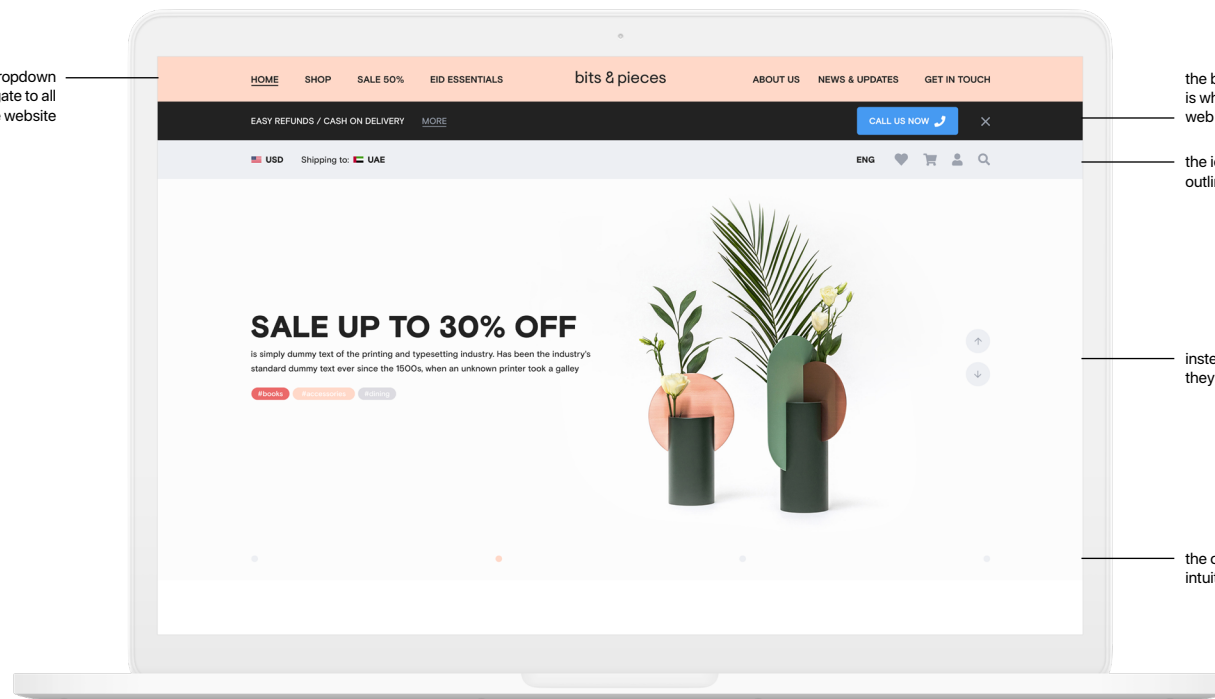 ropdown
gate to all
website
HOME SHOP SALE 50% EID ESSENTIALS bits & pieces ABOUT US NEWS & UPDATES GET IN TOUCH
EASY REFUNDS / CASH ON DELIVERY MORE CALL US NOW
USD Shipping to: UAE ENG
SALE UP TO 30% OFF
is simply dummy text of the printing and typesetting industry. Has been the industry's
standard dummy text ever since the 1500s, when an unknown printer took a galley
#books #accessories #dining
the b
is wh
web
the i
outli
inste
they
the c
intuit